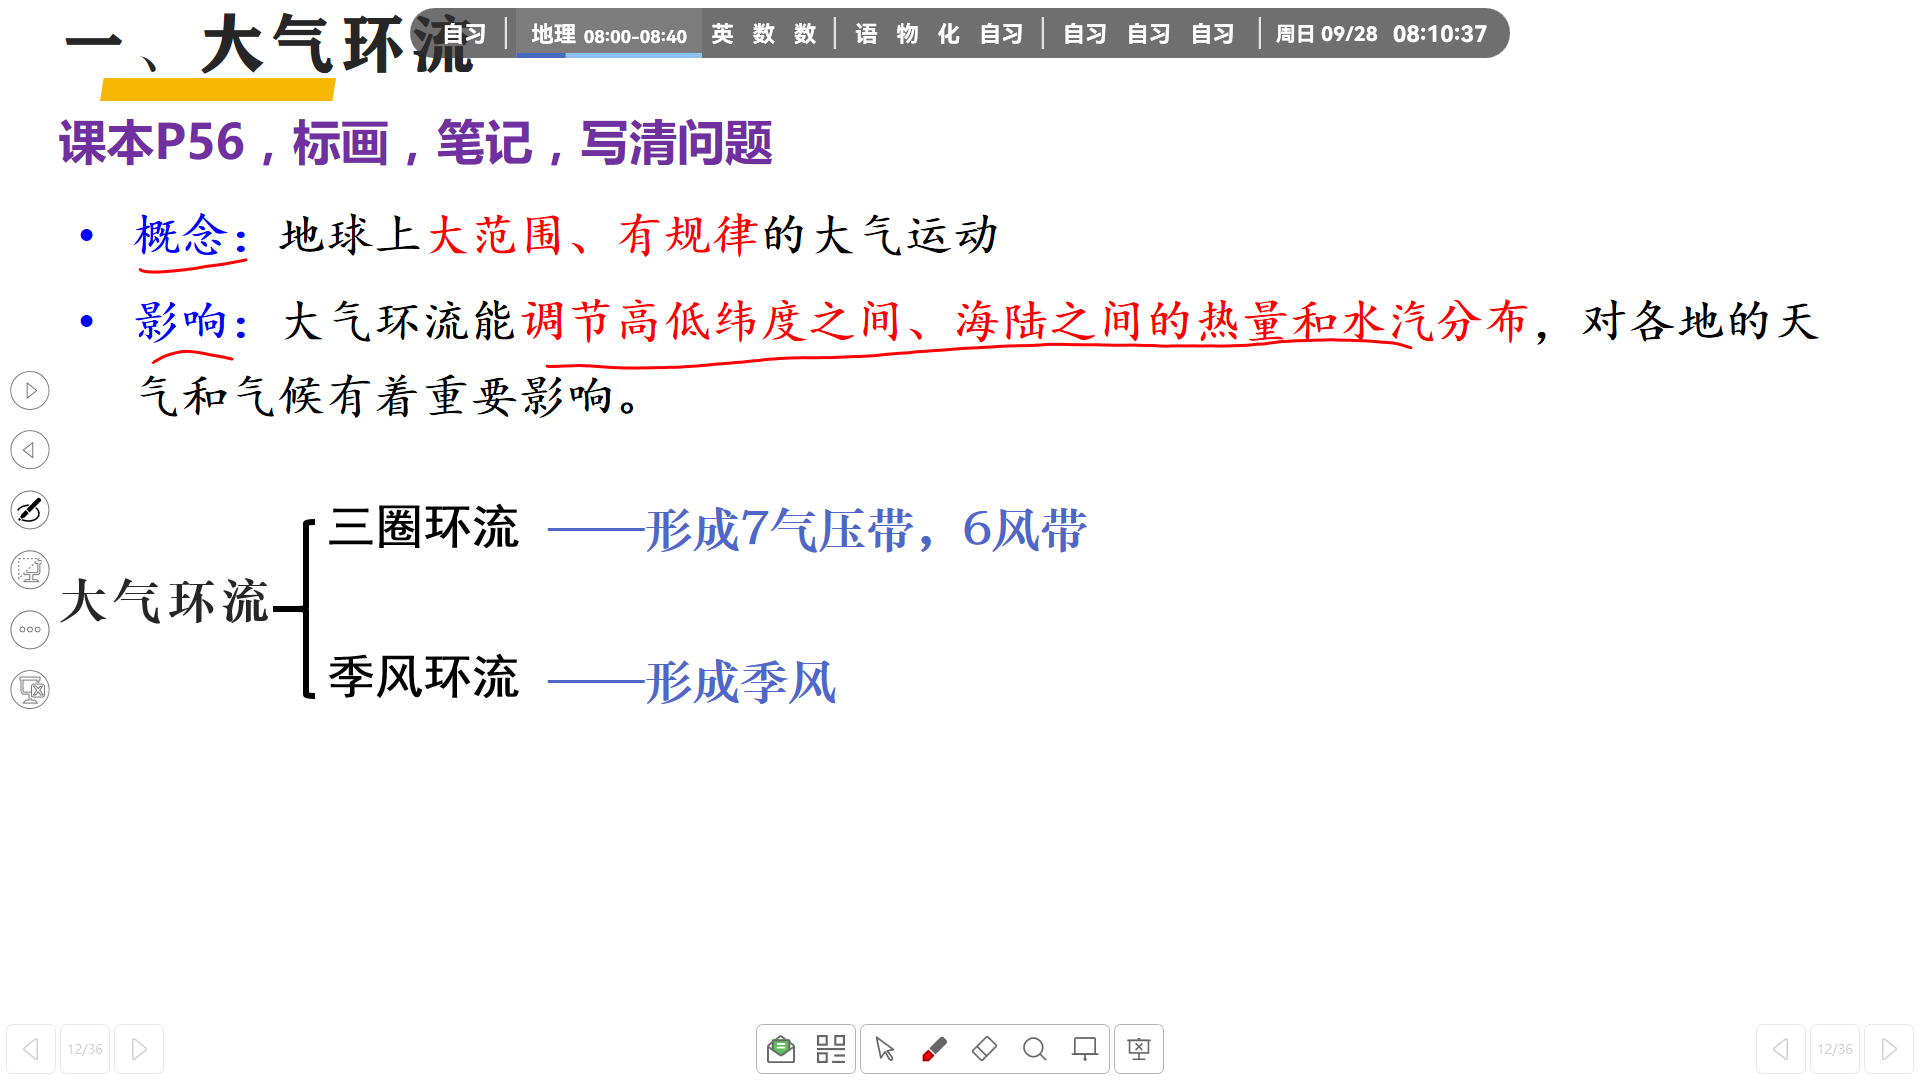 一、大气环流
自习 地理 08:00-08:40 英 数 数 语 物 化 自习 自习 自习 自习 周日 09/28 08:10:37
课本P56，标画，笔记，写清问题
• 概念：地球上大范围、有规律的大气运动
• 影响：大气环流能调节高低纬度之间、海陆之间的热量和水汽分布，对各地的天
气和气候有着重要影响。
三圈环流 ——形成7气压带，6风带
大气环流
季风环流 ——形成季风
12/36
12/36